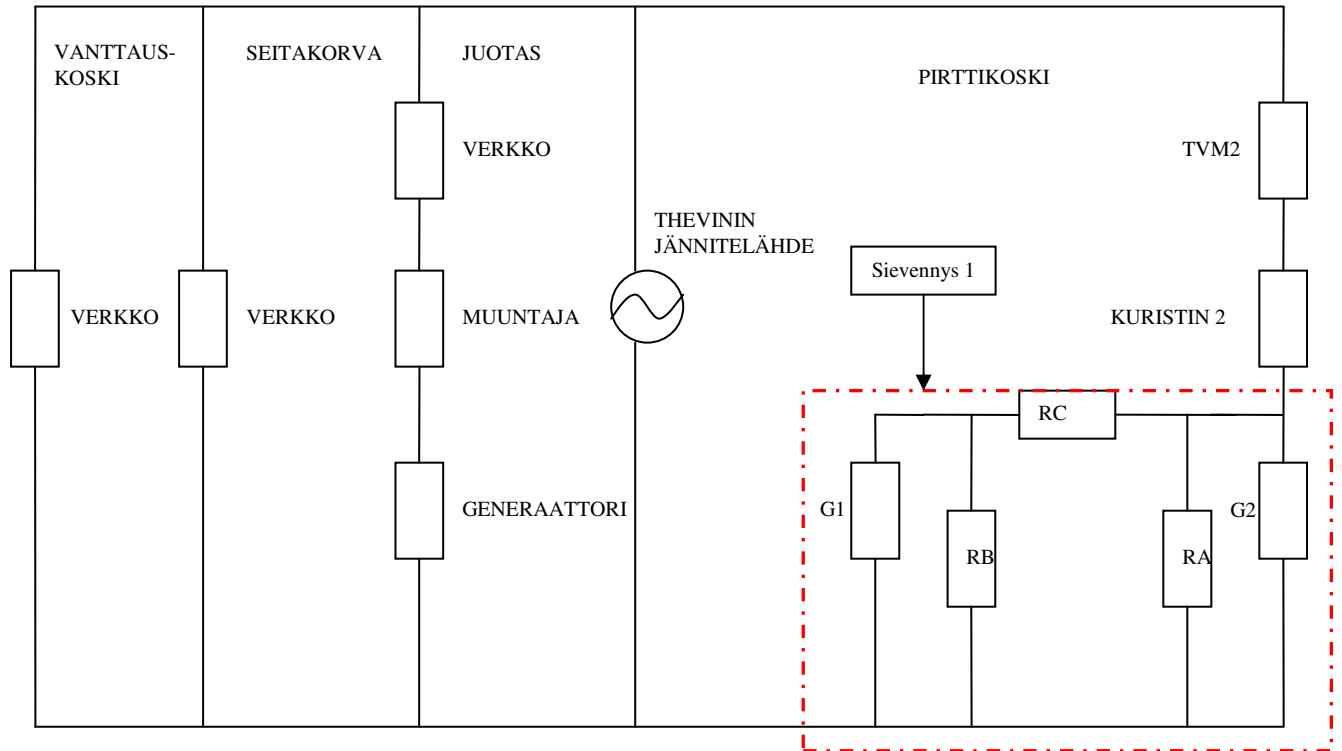 VANTTAUS-
KOSKI
SEITAKORVA
JUOTAS
PIRTTIKOSKI
VERKKO
TVM2
THEVININ
JÄNNITELÄHDE
Sievennys 1
VERKKO
VERKKO
MUUNTAJA
KURISTIN 2
RC
GENERAATTORI
G1
G2
RB
RA